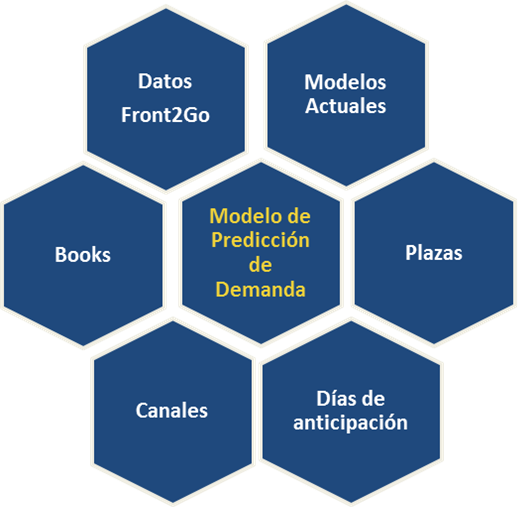 Datos
Front2Go
Modelos
Actuales
Books
Modelo de
Predicción
de
Demanda
Plazas
Canales
Días de
anticipación